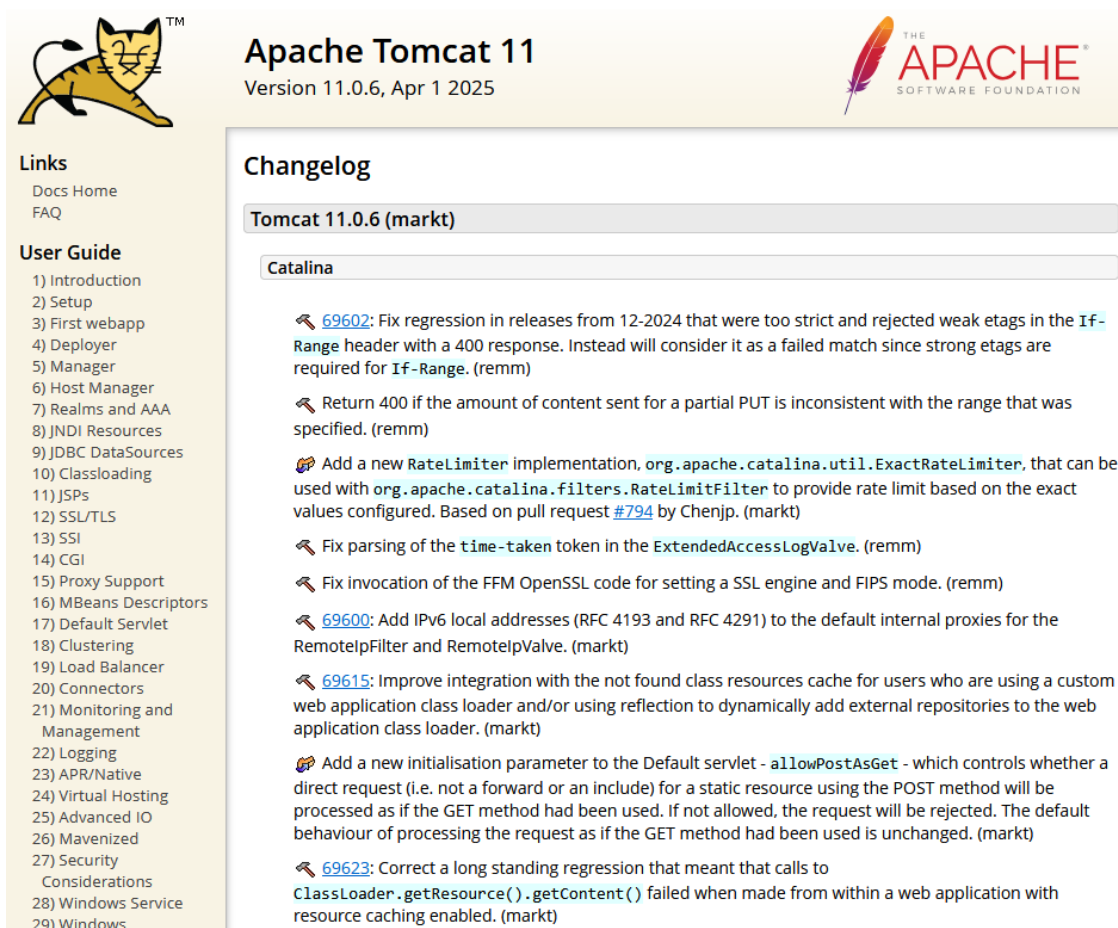 TM
Apache Tomcat 11
Version 11.0.6, Apr 1 2025
THE
APACHE®
SOFTWARE FOUNDATION
Links
Docs Home
FAQ
User Guide
1) Introduction
2) Setup
3) First webapp
4) Deployer
5) Manager
6) Host Manager
7) Realms and AAA
8) JNDI Resources
9) JDBC DataSources
10) Classloading
11) JSPs
12) SSL/TLS
13) SSI
14) CGI
15) Proxy Support
16) MBeans Descriptors
17) Default Servlet
18) Clustering
19) Load Balancer
20) Connectors
21) Monitoring and
Management
22) Logging
23) APR/Native
24) Virtual Hosting
25) Advanced IO
26) Mavenized
27) Security
Considerations
28) Windows Service
29) Windows
Changelog
Tomcat 11.0.6 (markt)
Catalina
69602: Fix regression in releases from 12-2024 that were too strict and rejected weak etags in the If-
Range header with a 400 response. Instead will consider it as a failed match since strong etags are
required for If-Range. (remm)
Return 400 if the amount of content sent for a partial PUT is inconsistent with the range that was
specified. (remm)
Add a new RateLimiter implementation, org.apache.catalina.util.ExactRateLimiter, that can be
used with org.apache.catalina.filters.RateLimitFilter to provide rate limit based on the exact
values configured. Based on pull request #794 by Chenjp. (markt)
Fix parsing of the time-taken token in the ExtendedAccessLogValve. (remm)
Fix invocation of the FFM OpenSSL code for setting a SSL engine and FIPS mode. (remm)
69600: Add IPv6 local addresses (RFC 4193 and RFC 4291) to the default internal proxies for the
RemoteIpFilter and RemoteIpValve. (markt)
69615: Improve integration with the not found class resources cache for users who are using a custom
web application class loader and/or using reflection to dynamically add external repositories to the web
application class loader. (markt)
Add a new initialisation parameter to the Default servlet - allowPostAsGet - which controls whether a
direct request (i.e. not a forward or an include) for a static resource using the POST method will be
processed as if the GET method had been used. If not allowed, the request will be rejected. The default
behaviour of processing the request as if the GET method had been used is unchanged. (markt)
69623: Correct a long standing regression that meant that calls to
ClassLoader.getResource().getContent() failed when made from within a web application with
resource caching enabled. (markt)